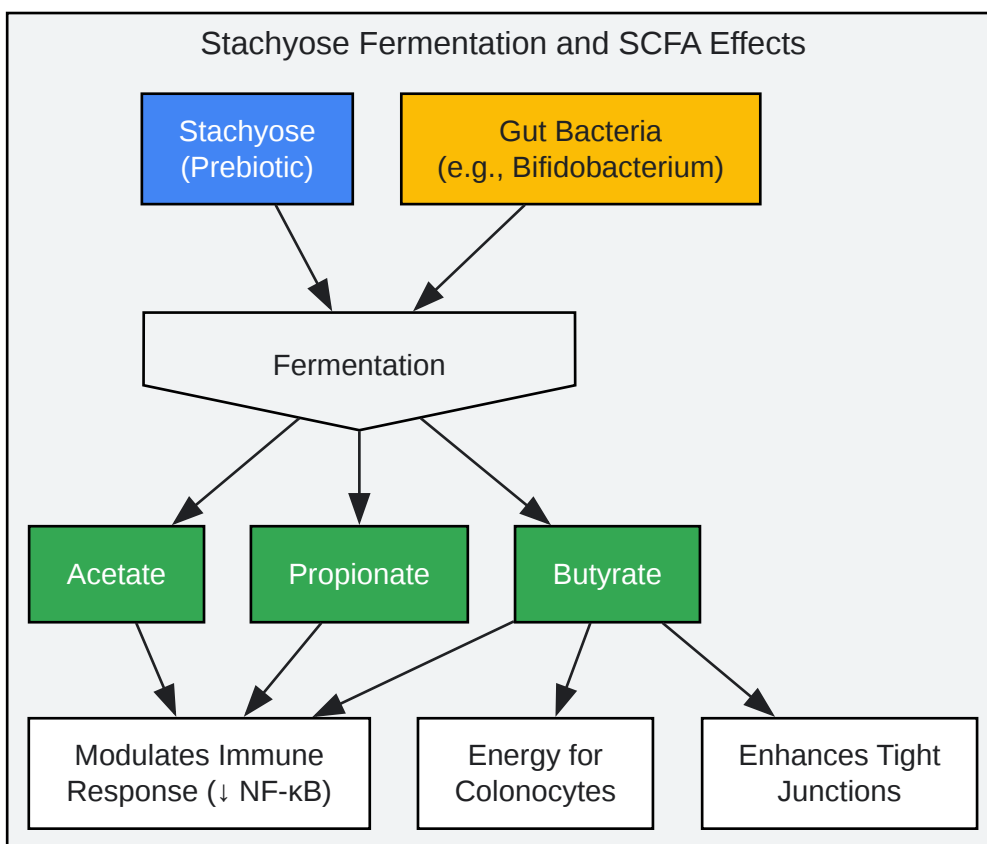 Stachyose Fermentation and SCFA Effects
Stachyose
(Prebiotic)
Gut Bacteria
(e.g., Bifidobacterium)
Fermentation
Acetate
Propionate
Butyrate
Modulates Immune
Response (↓ NF-κB)
Energy for
Colonocytes
Enhances Tight
Junctions